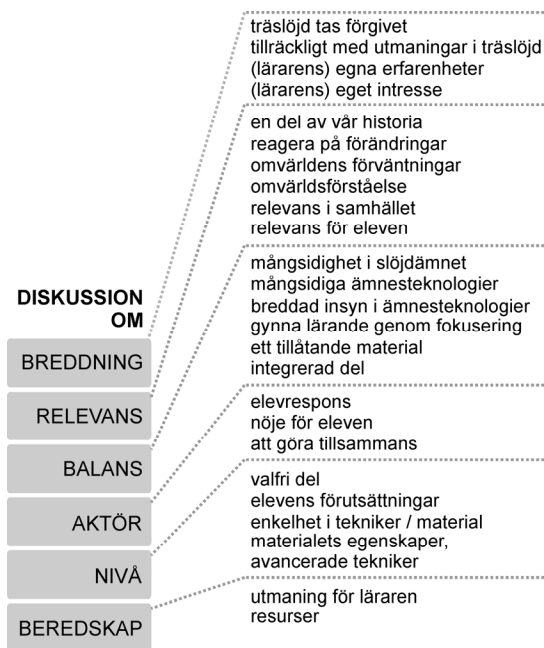 träslöjd tas förgivet
tillräckligt med utmaningar i träslöjd
(lärarens) egna erfarenheter
(lärarens) eget intresse
en del av vår historia
reagera på förändringar
omvärldens förväntningar
omvärldsförståelse
relevans i samhället
relevans för eleven
mångsidighet i slöjdämnet
mångsidiga ämnesteknologier
breddad insyn i ämnesteknologier
gynna lärande genom fokusering
ett tillåtande material
integrerad del
elevrespons
nöje för eleven
att göra tillsammans
valfri del
elevens förutsättningar
enkelhet i tekniker / material
materialets egenskaper,
avancerade tekniker
utmaning för läraren
resurser
DISKUSSION
OM
BREDDNING
RELEVANS
BALANS
AKTÖR
NIVÅ
BEREDSKAP